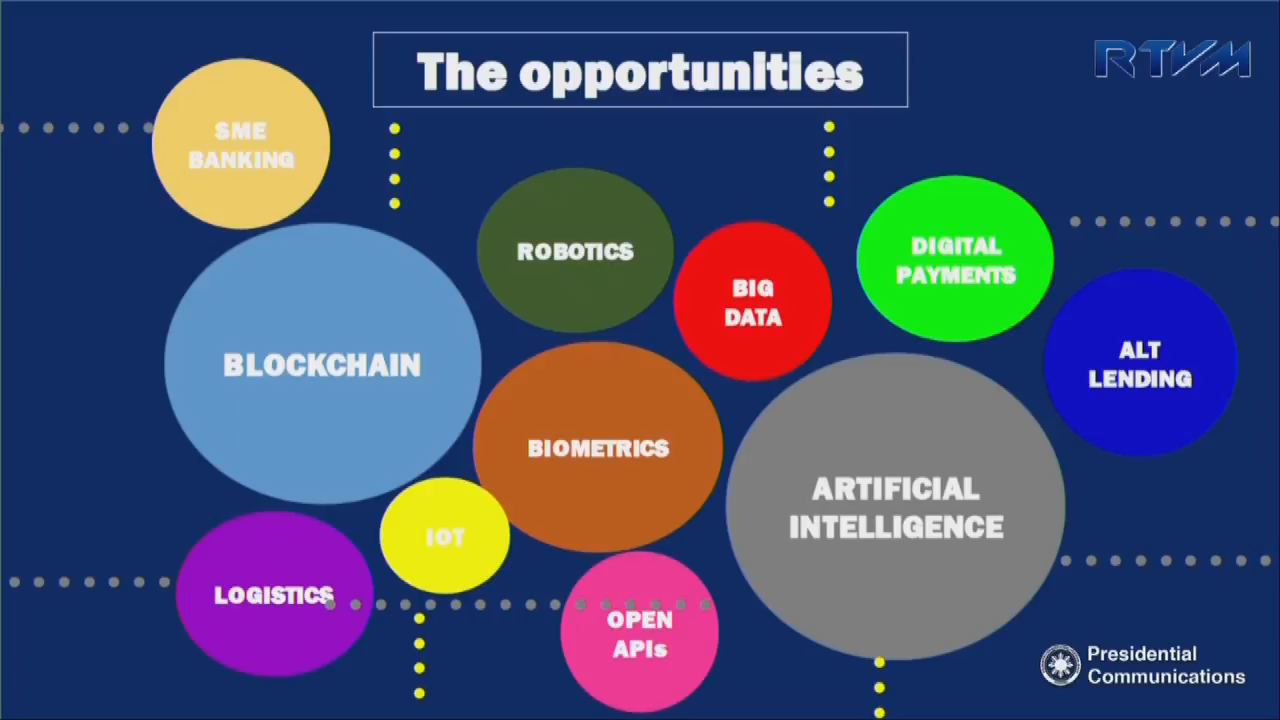 The opportunities
RTVM
SME
BANKING
ROBOTICS
BIG
DATA
DIGITAL
PAYMENTS
BLOCKCHAIN
ALT
LENDING
BIOMETRICS
ARTIFICIAL
INTELLIGENCE
IOT
LOGISTICS
OPEN
APIs
Presidential
Communications